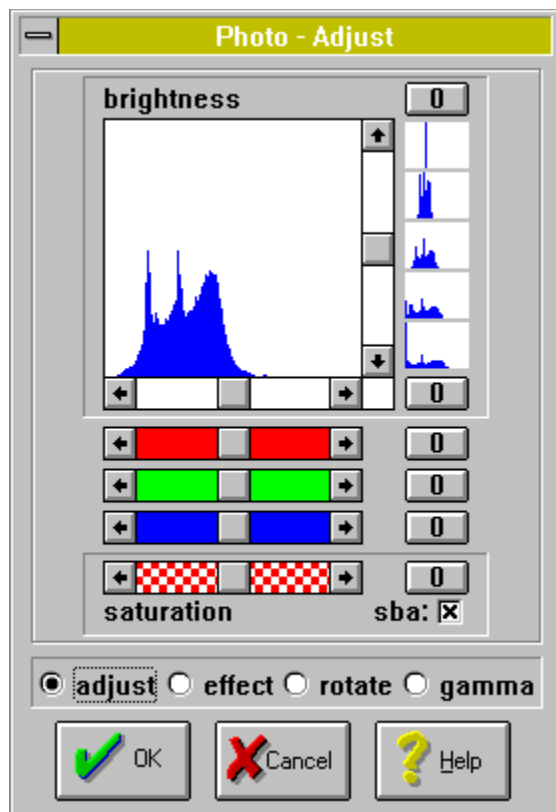 Photo - Adjust
brightness 0
0
0
0
0
0
saturation sba:
adjust effect rotate gamma
OK Cancel Help